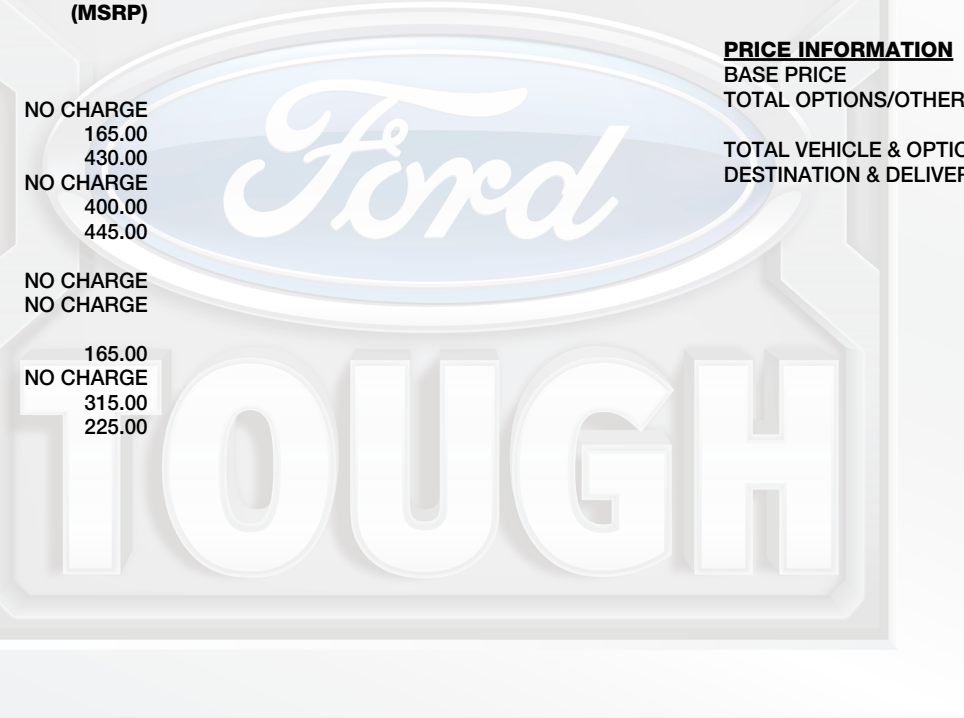 (MSRP)
NO CHARGE
165.00
430.00
NO CHARGE
400.00
445.00
NO CHARGE
NO CHARGE
165.00
NO CHARGE
315.00
225.00
PRICE INFORMATION
BASE PRICE
TOTAL OPTIONS/OTHER
TOTAL VEHICLE & OPTIO
DESTINATION & DELIVER
Ford
TOUGH